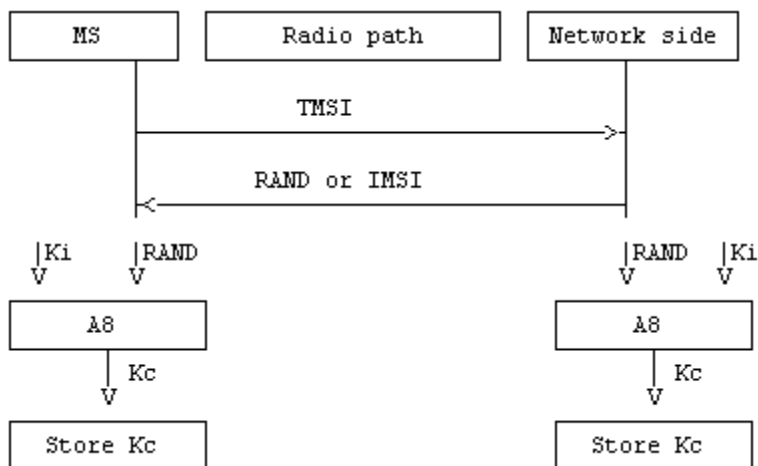 MS Radio path Network side
TMSI
RAND or IMSI
Ki RAND RAND Ki
A8 A8
Kc Kc
Store Kc Store Kc